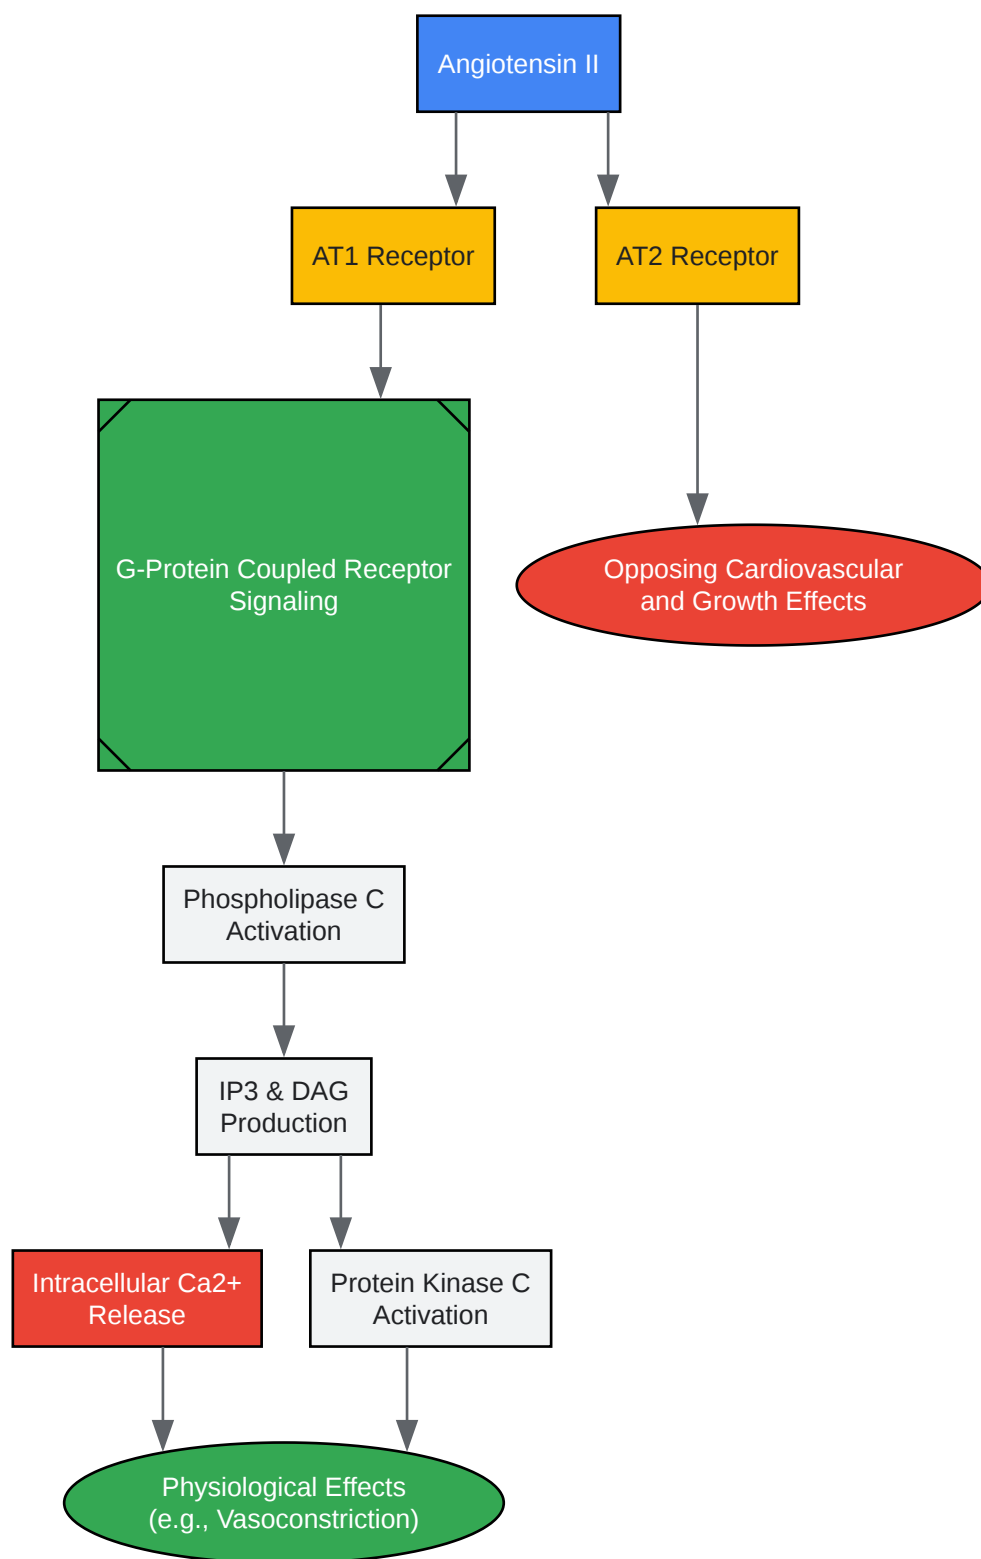 Angiotensin II
AT1 Receptor
AT2 Receptor
G-Protein Coupled Receptor
Signaling
Opposing Cardiovascular
and Growth Effects
Phospholipase C
Activation
IP3 & DAG
Production
Intracellular Ca2+
Release
Protein Kinase C
Activation
Physiological Effects
(e.g., Vasoconstriction)